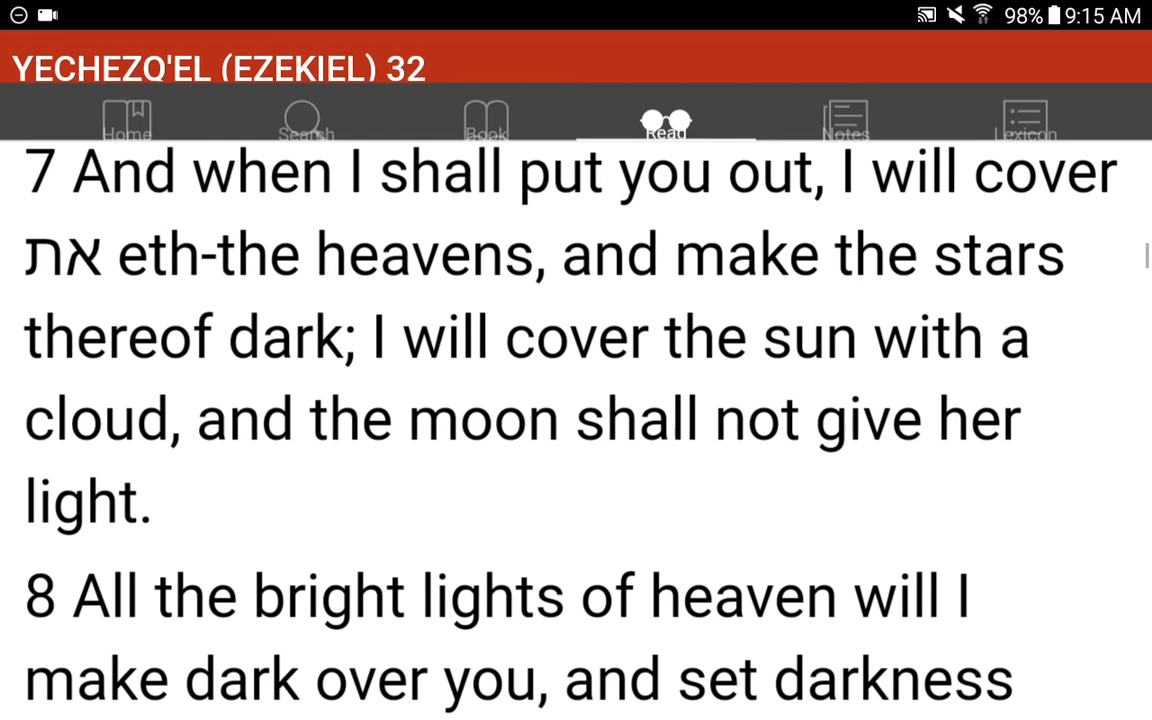 98% 9:15 AM
YECHEZQ'EL (EZEKIEL) 32
Home Search Book Read Notes Lexicon
7 And when I shall put you out, I will cover
את eth-the heavens, and make the stars
thereof dark; I will cover the sun with a
cloud, and the moon shall not give her
light.
8 All the bright lights of heaven will I
make dark over you, and set darkness